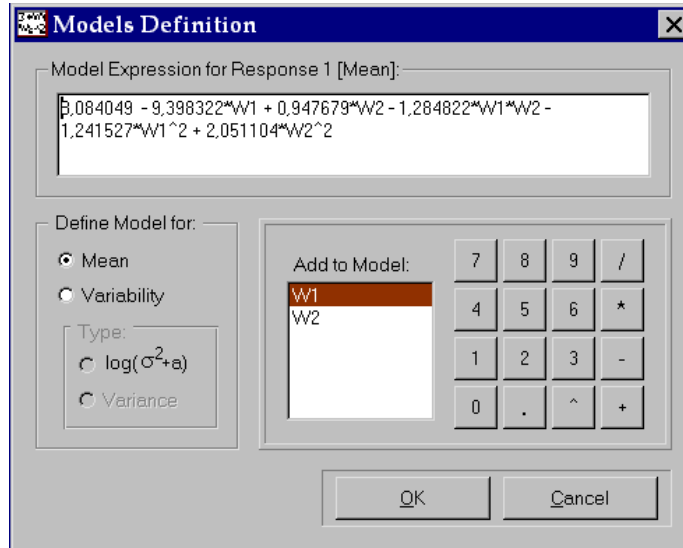 Models Definition
Model Expression for Response 1 [Mean]:
3,084049 - 9,398322*W1 + 0,947679*W2 - 1,284822*W1*W2 -
1,241527*W1^2 + 2,051104*W2^2
Define Model for:
Mean
Variability
Type:
log(σ²+a)
Variance
Add to Model:
W1
W2
7 8 9 /
4 5 6 *
1 2 3 -
0 . ^ +
OK Cancel